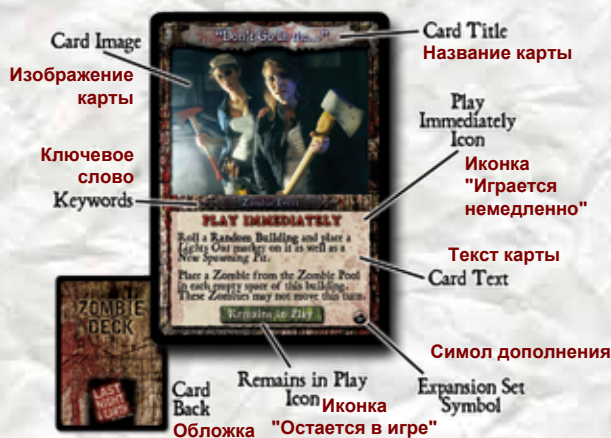 Card Image
Изображение
карты
"Don't Go in the..."
Card Title
Название карты
Play
Immediately
Icon
Иконка
"Играется
немедленно"
Ключевое
слово
Keywords
Zombie Event
PLAY IMMEDIATELY
Roll a Random Building and place a
Lights Out marker on it as well as a
New Spawning Pit.
Place a Zombie from the Zombie Pool
in each empty space of this building.
These Zombies may not move this turn.
Remains in Play
Текст карты
Card Text
ZOMBIE
DECK
LAST
NIGHT
EARTH
Card
Back
Обложка
Remains in Play
Icon
Иконка
"Остается в игре"
Симол дополнения
Expansion Set
Symbol